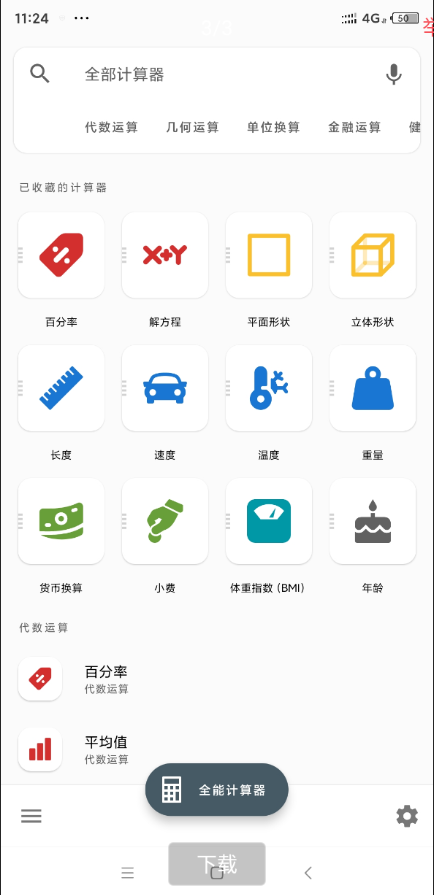 11:24
3/3
4G
50
举
全部计算器
代数运算 几何运算 单位换算 金融运算 健
已收藏的计算器
百分率 解方程 平面形状 立体形状
长度 速度 温度 重量
货币换算 小费 体重指数 (BMI) 年龄
代数运算
百分率
代数运算
平均值
代数运算
全能计算器
下载